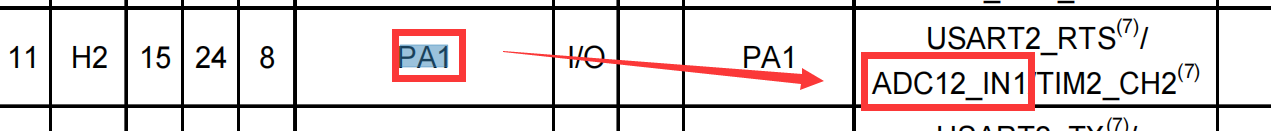 11 H2 15 24 8 PA1 I/O PA1 USART2_RTS(7)/
ADC12_IN1/TIM2_CH2(7)